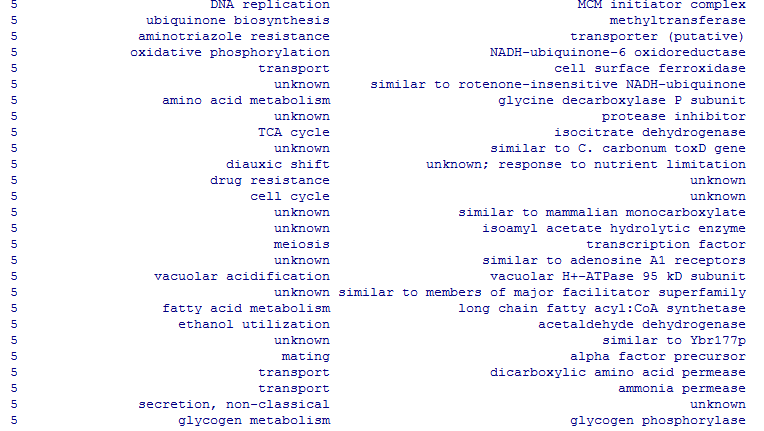 5 DNA replication MCM initiator complex
5 ubiquinone biosynthesis methyltransferase
5 aminotriazole resistance transporter (putative)
5 oxidative phosphorylation NADH-ubiquinone-6 oxidoreductase
5 transport cell surface ferroxidase
5 unknown similar to rotenone-insensitive NADH-ubiquinone
5 amino acid metabolism glycine decarboxylase P subunit
5 unknown protease inhibitor
5 TCA cycle isocitrate dehydrogenase
5 unknown similar to C. carbonum toxD gene
5 diauxic shift unknown; response to nutrient limitation
5 drug resistance unknown
5 cell cycle unknown
5 unknown similar to mammalian monocarboxylate
5 unknown isoamyl acetate hydrolytic enzyme
5 meiosis transcription factor
5 unknown similar to adenosine A1 receptors
5 vacuolar acidification vacuolar H+-ATPase 95 kD subunit
5 unknown similar to members of major facilitator superfamily
5 fatty acid metabolism long chain fatty acyl:CoA synthetase
5 ethanol utilization acetaldehyde dehydrogenase
5 unknown similar to Ybr177p
5 mating alpha factor precursor
5 transport dicarboxylic amino acid permease
5 transport ammonia permease
5 secretion, non-classical unknown
5 glycogen metabolism glycogen phosphorylase